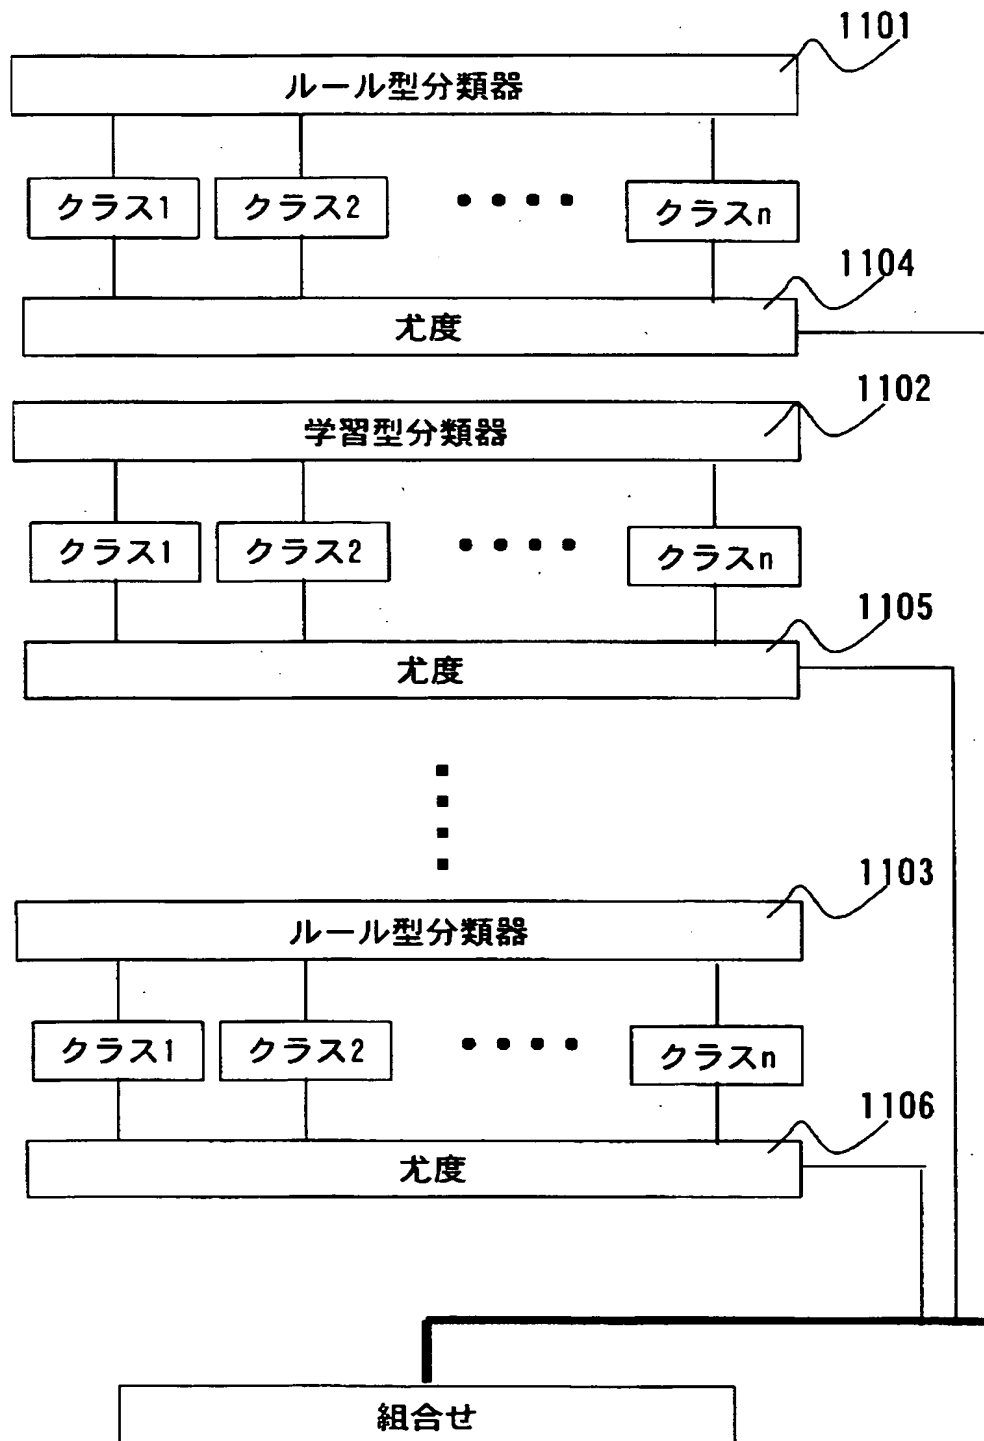 1101
ルール型分類器
クラス1 クラス2 ・・・・ クラスn
1104
尤度
1102
学習型分類器
クラス1 クラス2 ・・・・ クラスn
1105
尤度
1103
ルール型分類器
クラス1 クラス2 ・・・・ クラスn
1106
尤度
組合せ